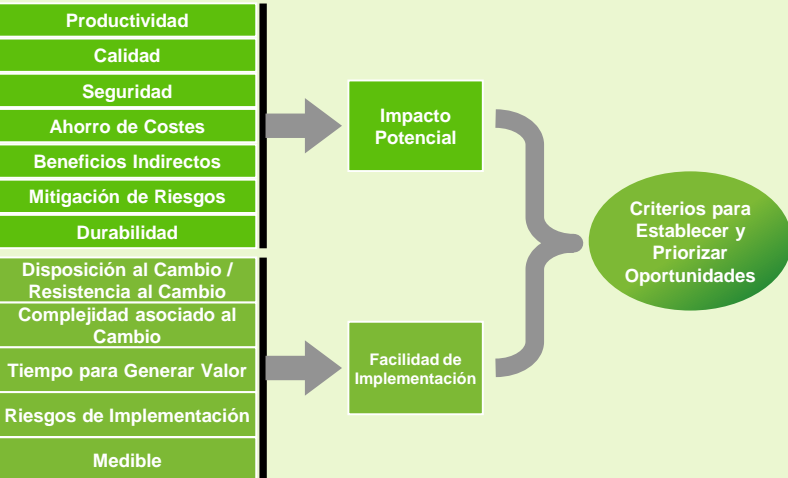 Productividad
Calidad
Seguridad
Ahorro de Costes
Beneficios Indirectos
Mitigación de Riesgos
Durabilidad
Disposición al Cambio /
Resistencia al Cambio
Complejidad asociado al
Cambio
Tiempo para Generar Valor
Riesgos de Implementación
Medible
Impacto
Potencial
Facilidad de
Implementación
Criterios para
Establecer y
Priorizar
Oportunidades